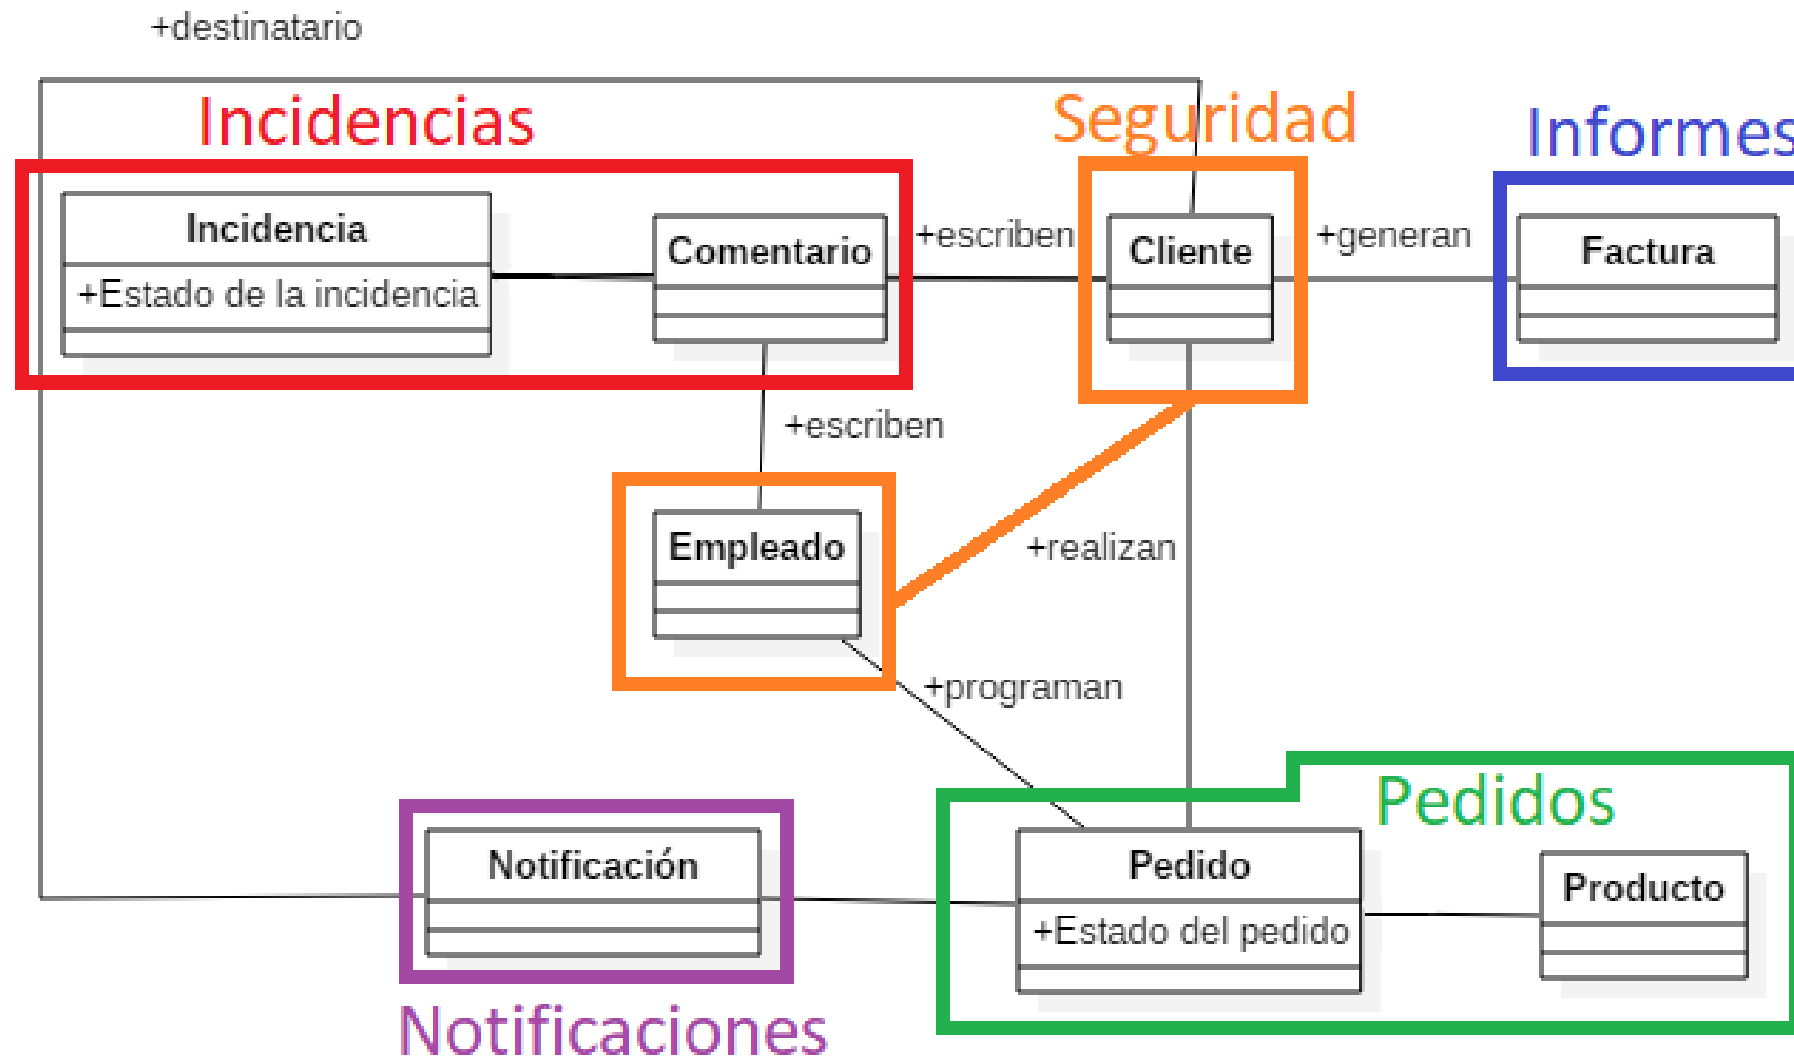 +destinatario
Incidencias
Seguridad
Informes
Incidencia
+Estado de la incidencia
Comentario
+escriben
Cliente
+generan
Factura
+escriben
Empleado
+realizan
+programan
Pedidos
Notificación
Pedido
+Estado del pedido
Producto
Notificaciones